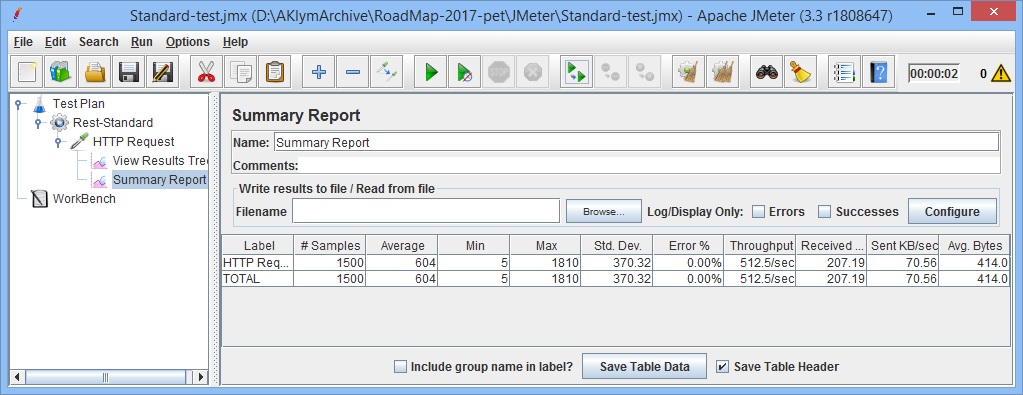 Standard-test.jmx (D:\AKlymArchive\RoadMap-2017-pet\JMeter\Standard-test.jmx) - Apache JMeter (3.3 r1808647)
File Edit Search Run Options Help
00:00:02 0
Test Plan
Rest-Standard
HTTP Request
View Results Tre
Summary Report
WorkBench
Summary Report
Name: Summary Report
Comments:
Write results to file / Read from file
Filename Browse... Log/Display Only: Errors Successes Configure
Label # Samples Average Min Max Std. Dev. Error % Throughput Received ... Sent KB/sec Avg. Bytes
HTTP Req... 1500 604 5 1810 370.32 0.00% 512.5/sec 207.19 70.56 414.0
TOTAL 1500 604 5 1810 370.32 0.00% 512.5/sec 207.19 70.56 414.0
Include group name in label? Save Table Data Save Table Header